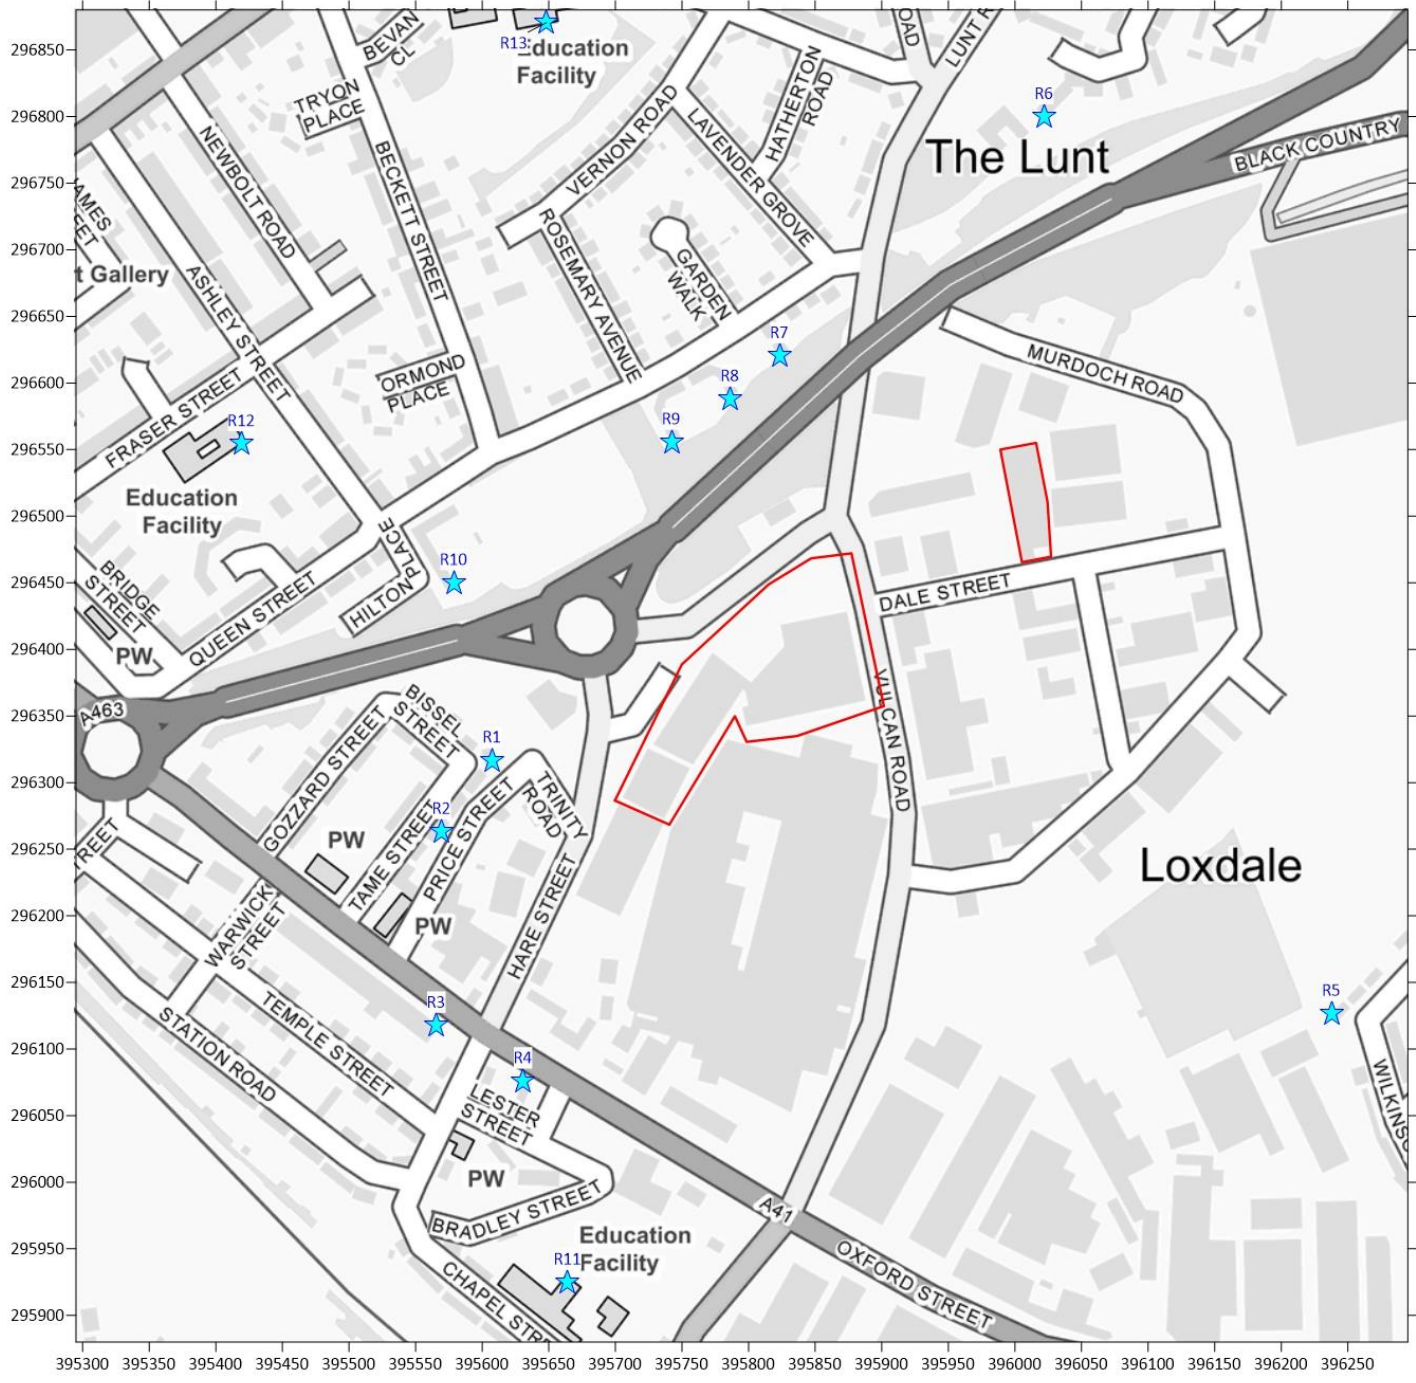 296850
296800
296750
296700
296650
296600
296550
296500
296450
296400
296350
296300
296250
296200
296150
296100
296050
296000
295950
295900
395300
395350
395400
395450
395500
395550
395600
395650
395700
395750
395800
395850
395900
395950
396000
396050
396100
396150
396200
396250
BEVAN
CL
R13
Education
Facility
OAD
LUNT R
HATHERTON
ROAD
R6
TRYON
PLACE
VERNON ROAD
LAVENDER GROVE
The Lunt
BLACK COUNTRY
NEWBOLT ROAD
BECKETT STREET
AMES
EET
t Gallery
ROSEMARY AVENUE
GARDEN
WALK
ASHLEY STREET
R7
MURDOCH ROAD
ORMOND
PLACE
R8
FRASER STREET
R12
R9
Education
Facility
HILTON
PLACE
R10
BRIDGE
STREET
QUEEN STREET
PW
DALE STREET
A463
BISSEL
STREET
VULCAN ROAD
GOZZARD STREET
R1
TRINITY
ROAD
R2
PW
TAME STREET
PRICE STREET
PW
REET
WARWICK
STREET
HARE STREET
Loxdale
R3
R5
TEMPLE STREET
STATION ROAD
R4
LESTER
STREET
WILKINSO
PW
BRADLEY STREET
A41
Education
Facility
R11
OXFORD STREET
CHAPEL STR